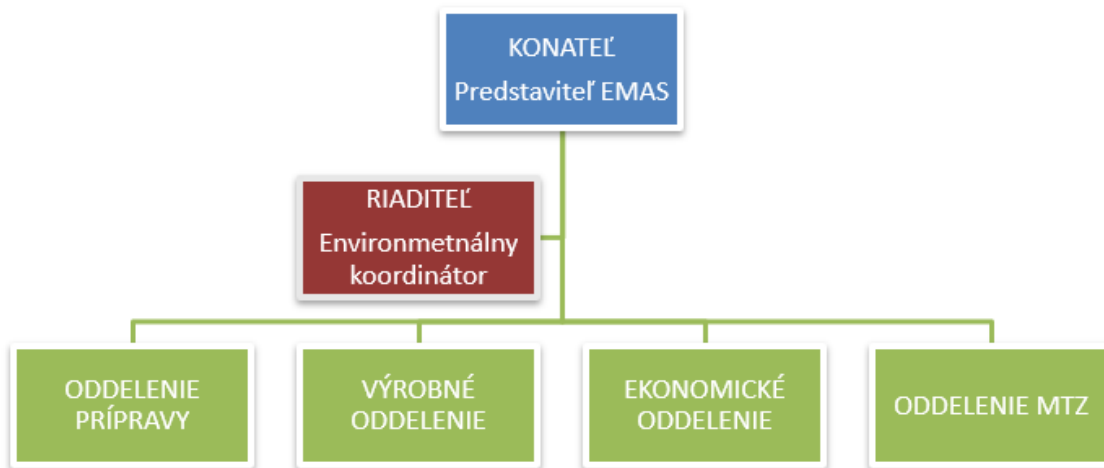 KONATEĽ
Predstaviteľ EMAS
RIADITEĽ
Environmetnálny
koordinátor
ODDELENIE
PRÍPRAVY
VÝROBNÉ
ODDELENIE
EKONOMICKÉ
ODDELENIE
ODDELENIE MTZ